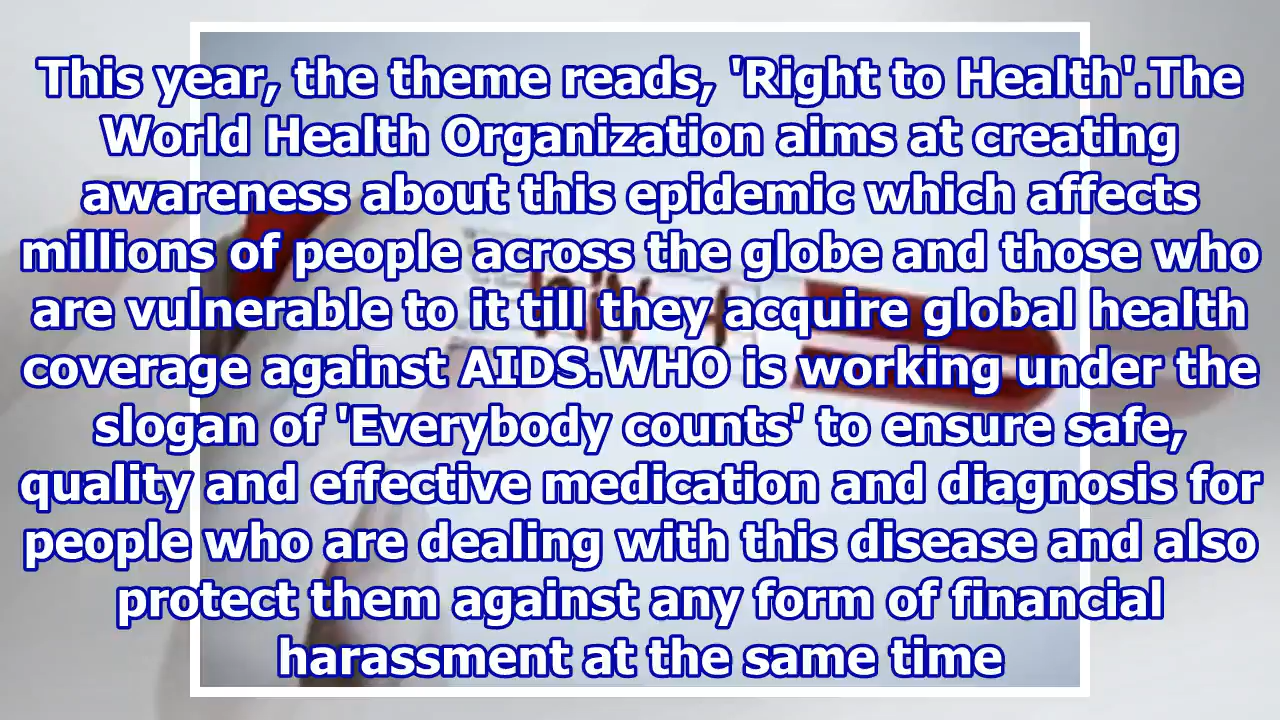 This year, the theme reads, 'Right to Health'.The
World Health Organization aims at creating
awareness about this epidemic which affects
millions of people across the globe and those who
are vulnerable to it till they acquire global health
coverage against AIDS.WHO is working under the
slogan of 'Everybody counts' to ensure safe,
quality and effective medication and diagnosis for
people who are dealing with this disease and also
protect them against any form of financial
harassment at the same time